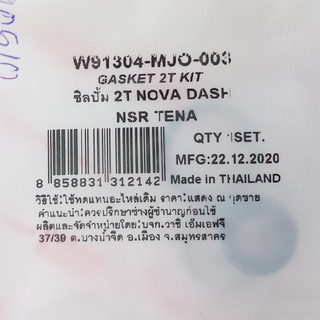 W91304-MJO-003
GASKET 2T KIT
ซิลปั้ม 2T NOVA DASH
NSR TENA
QTY 1SET.
MFG:22.12.2020
8 858831 312142
Made in THAILAND
วิธีใช้:ใช้ทดแทนอะไหล่เดิม ราคา:แสดง ณ จุดขาย
คำแนะนำ:ควรปรึกษาช่างผู้ชำนาญก่อนใช้
ผลิตและจัดจำหน่ายโดย:บจก.วาชิ เอ็มเอฟจี
37/39 ต.บางน้ำจืด อ.เมือง จ.สมุทรสาคร